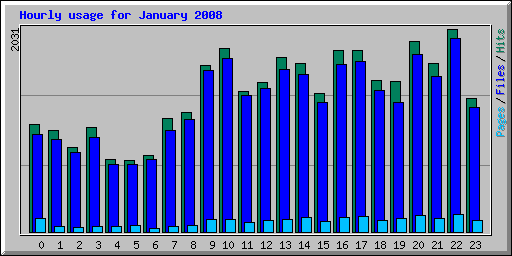 Hourly usage for January 2008
2031
Pages / Files / Hits
0 1 2 3 4 5 6 7 8 9 10 11 12 13 14 15 16 17 18 19 20 21 22 23